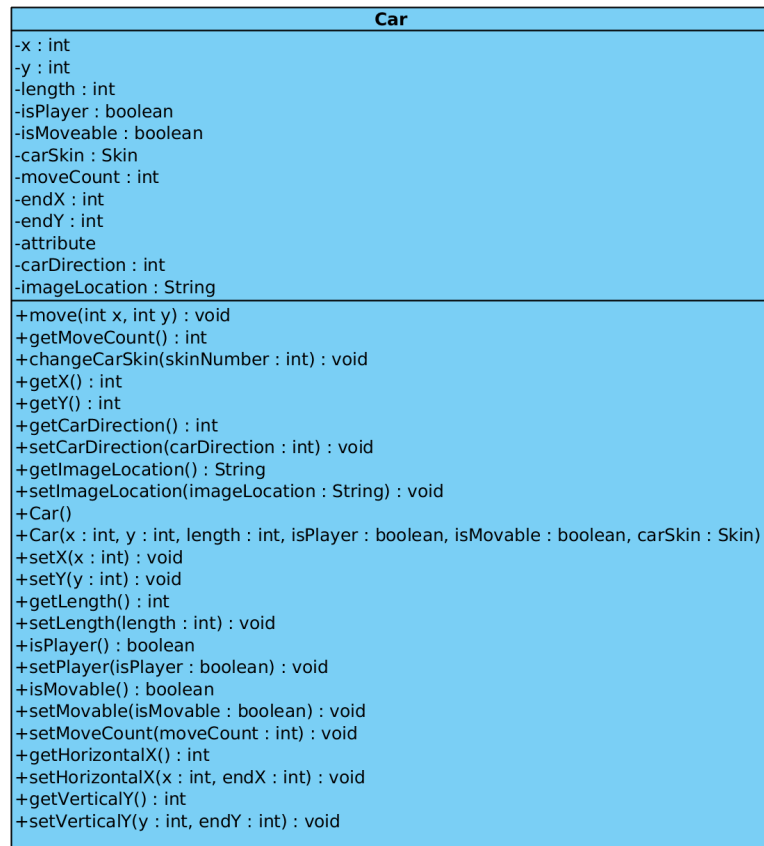 Car
-x : int
-y : int
-length : int
-isPlayer : boolean
-isMoveable : boolean
-carSkin : Skin
-moveCount : int
-endX : int
-endY : int
-attribute
-carDirection : int
-imageLocation : String
+move(int x, int y) : void
+getMoveCount() : int
+changeCarSkin(skinNumber : int) : void
+getX() : int
+getY() : int
+getCarDirection() : int
+setCarDirection(carDirection : int) : void
+getImageLocation() : String
+setImageLocation(imageLocation : String) : void
+Car()
+Car(x : int, y : int, length : int, isPlayer : boolean, isMovable : boolean, carSkin : Skin)
+setX(x : int) : void
+setY(y : int) : void
+getLength() : int
+setLength(length : int) : void
+isPlayer() : boolean
+setPlayer(isPlayer : boolean) : void
+isMovable() : boolean
+setMovable(isMovable : boolean) : void
+setMoveCount(moveCount : int) : void
+getHorizontalX() : int
+setHorizontalX(x : int, endX : int) : void
+getVerticalY() : int
+setVerticalY(y : int, endY : int) : void